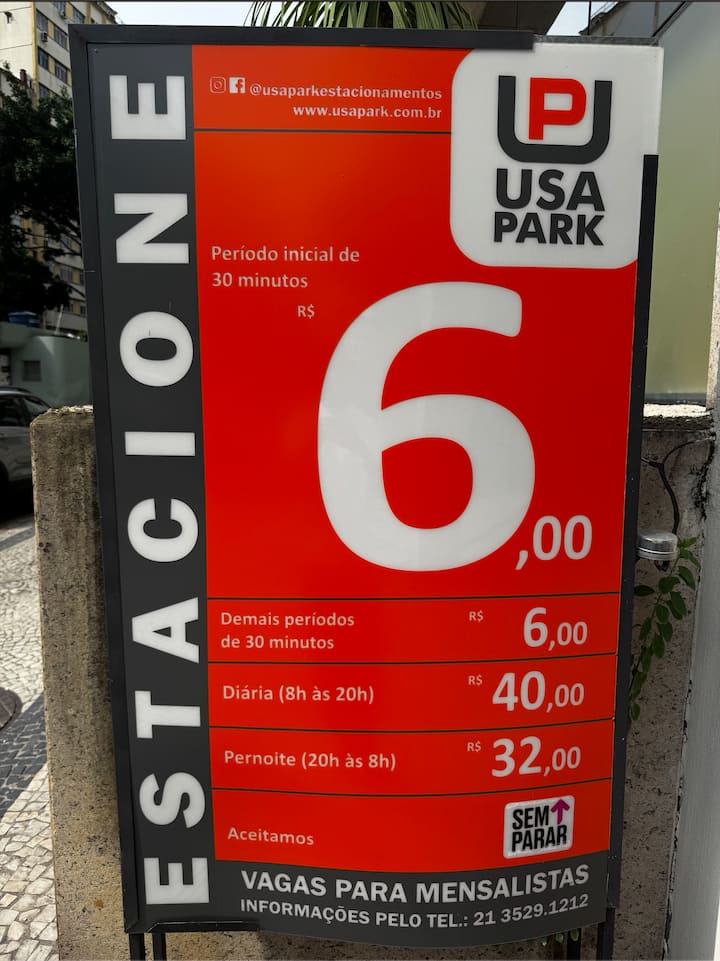 ESTACIONE
@usaparkestacionamentos
www.usapark.com.br
P
USA
PARK
Período inicial de
30 minutos
R$
6,00
Demais períodos
de 30 minutos
R$ 6,00
Diária (8h às 20h) R$ 40,00
Pernoite (20h às 8h) R$ 32,00
Aceitamos
SEM
PARAR
VAGAS PARA MENSALISTAS
INFORMAÇÕES PELO TEL.: 21 3529.1212